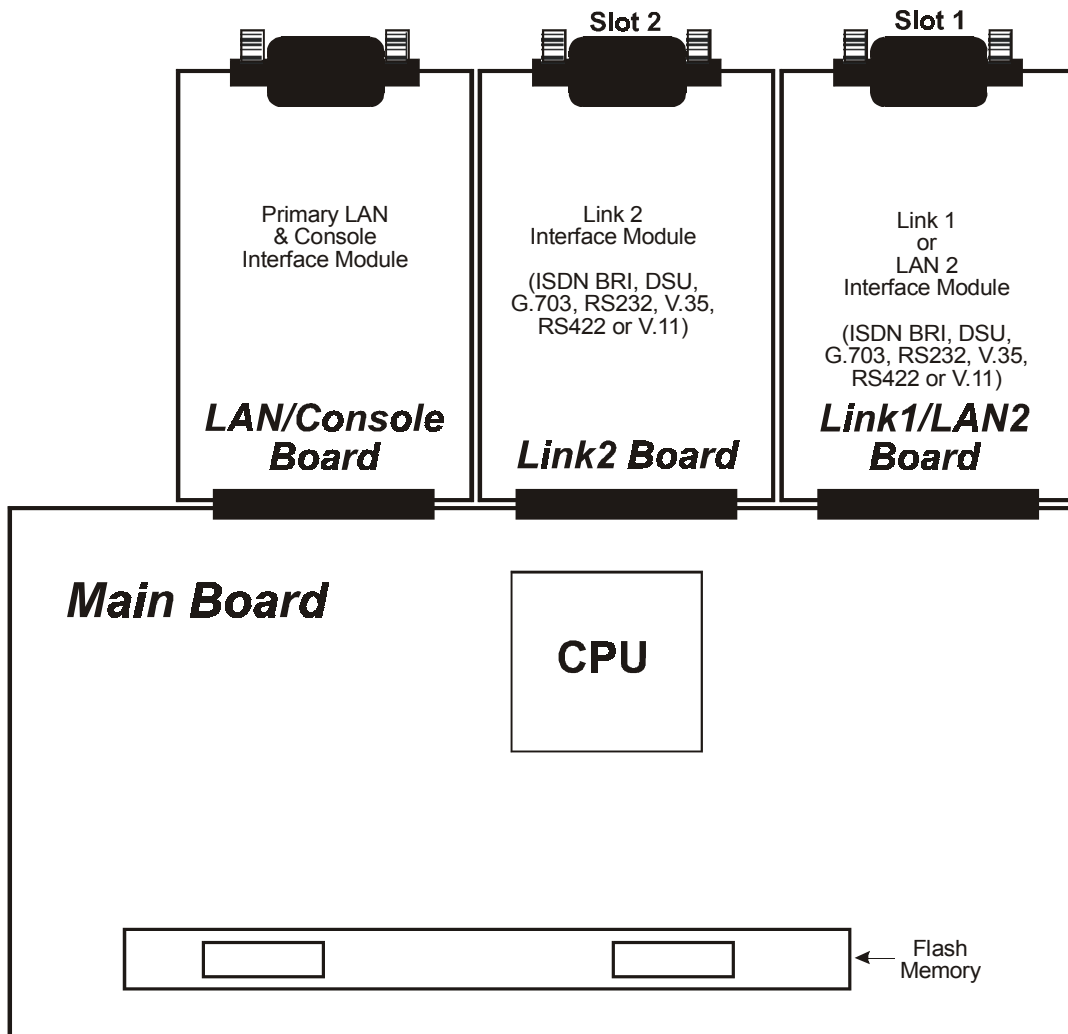 Slot 2
Slot 1
Primary LAN
& Console
Interface Module
LAN/Console
Board
Link 2
Interface Module
(ISDN BRI, DSU,
G.703, RS232, V.35,
RS422 or V.11)
Link2 Board
Link 1
or
LAN 2
Interface Module
(ISDN BRI, DSU,
G.703, RS232, V.35,
RS422 or V.11)
Link1/LAN2
Board
Main Board
CPU
Flash
Memory